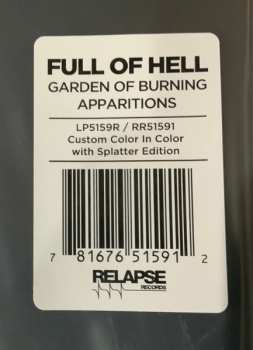 FULL OF HELL
GARDEN OF BURNING
APPARITIONS
LP5159R / RR51591
Custom Color In Color
with Splatter Edition
7 81676 51591 2
RELAPSE
RECORDS